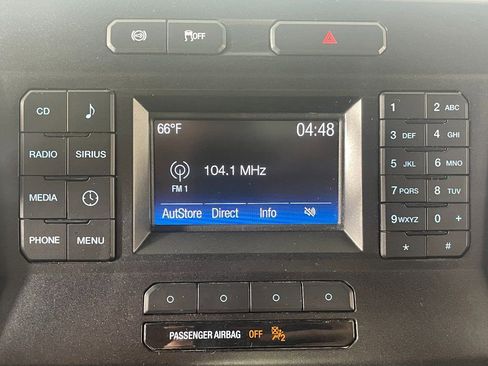 OFF
CD
RADIO SIRIUS
MEDIA
PHONE MENU
66°F 04:48
104.1 MHz
FM 1
AutStore Direct Info
1 2 ABC
3 DEF 4 GHI
5 JKL 6 MNO
7 PQRS 8 TUV
9 WXYZ 0 +
* #
PASSENGER AIRBAG OFF 2